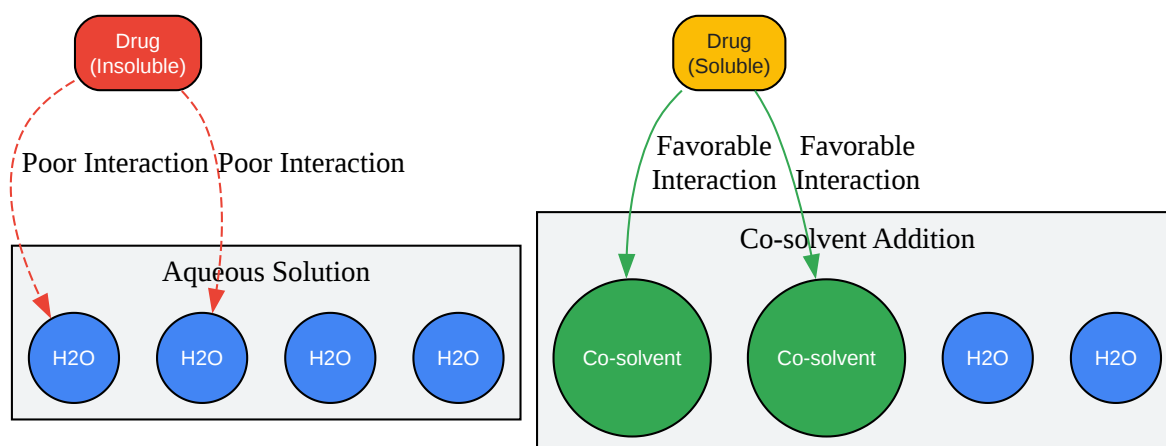 Drug
(Insoluble)
Poor Interaction
Poor Interaction
Aqueous Solution
H2O
H2O
H2O
H2O
Drug
(Soluble)
Favorable
Interaction
Favorable
Interaction
Co-solvent Addition
Co-solvent
Co-solvent
H2O
H2O